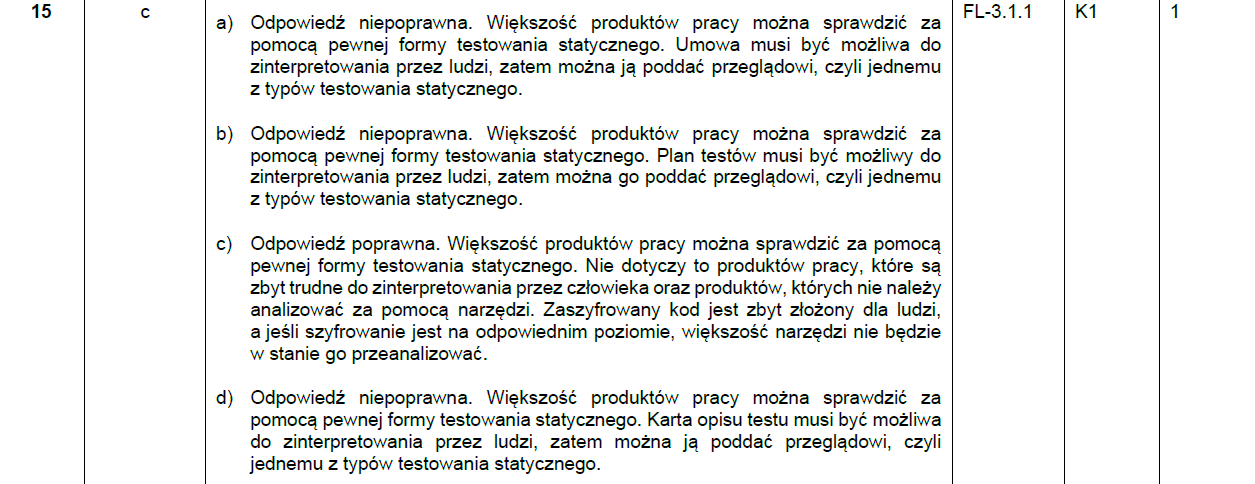 15 c a) Odpowiedź niepoprawna. Większość produktów pracy można sprawdzić za FL-3.1.1 K1 1
pomocą pewnej formy testowania statycznego. Umowa musi być możliwa do
zinterpretowania przez ludzi, zatem można ją poddać przeglądowi, czyli jednemu
z typów testowania statycznego.
b) Odpowiedź niepoprawna. Większość produktów pracy można sprawdzić za
pomocą pewnej formy testowania statycznego. Plan testów musi być możliwy do
zinterpretowania przez ludzi, zatem można go poddać przeglądowi, czyli jednemu
z typów testowania statycznego.
c) Odpowiedź poprawna. Większość produktów pracy można sprawdzić za pomocą
pewnej formy testowania statycznego. Nie dotyczy to produktów pracy, które są
zbyt trudne do zinterpretowania przez człowieka oraz produktów, których nie należy
analizować za pomocą narzędzi. Zaszyfrowany kod jest zbyt złożony dla ludzi,
a jeśli szyfrowanie jest na odpowiednim poziomie, większość narzędzi nie będzie
w stanie go przeanalizować.
d) Odpowiedź niepoprawna. Większość produktów pracy można sprawdzić za
pomocą pewnej formy testowania statycznego. Karta opisu testu musi być możliwa
do zinterpretowania przez ludzi, zatem można ją poddać przeglądowi, czyli
jednemu z typów testowania statycznego.